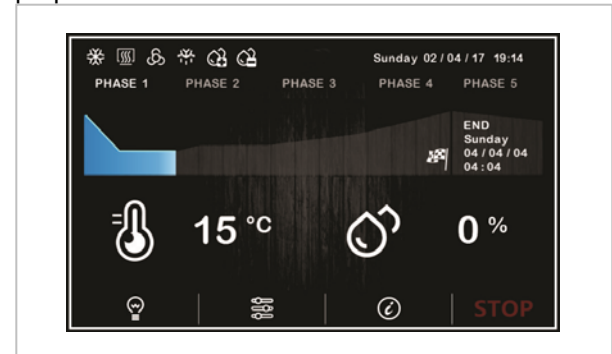 Sunday 02 / 04 / 17 19:14
PHASE 1 PHASE 2 PHASE 3 PHASE 4 PHASE 5
END
Sunday
04 / 04 / 04
04 : 04
15 °C 0 %
STOP